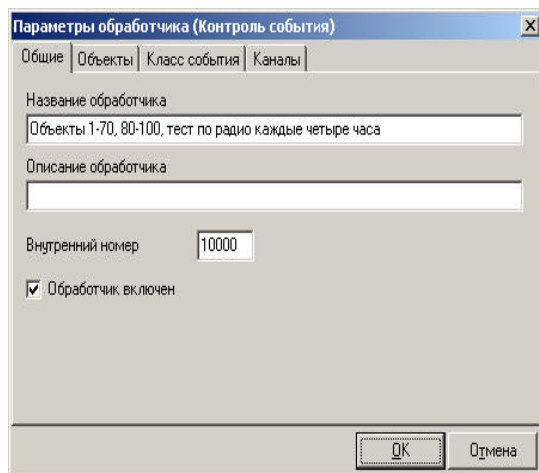 Параметры обработчика (Контроль события)
Общие Объекты Класс события Каналы
Название обработчика
Объекты 1-70, 80-100, тест по радио каждые четыре часа
Описание обработчика
Внутренний номер 10000
Обработчик включен
OK Отмена